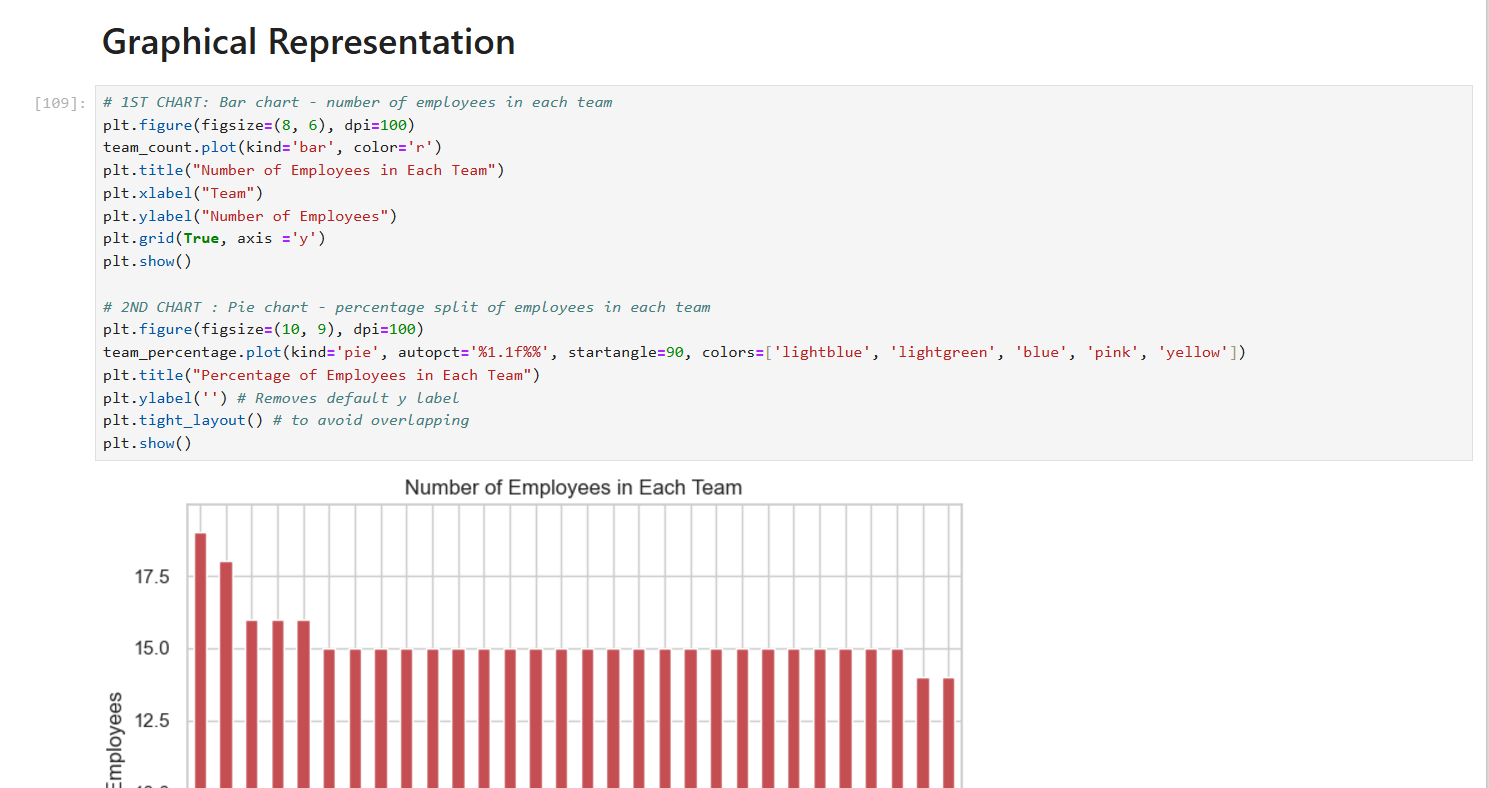 Graphical Representation
[109]:
# 1ST CHART: Bar chart - number of employees in each team
plt.figure(figsize=(8, 6), dpi=100)
team_count.plot(kind='bar', color='r')
plt.title("Number of Employees in Each Team")
plt.xlabel("Team")
plt.ylabel("Number of Employees")
plt.grid(True, axis ='y')
plt.show()
# 2ND CHART : Pie chart - percentage split of employees in each team
plt.figure(figsize=(10, 9), dpi=100)
team_percentage.plot(kind='pie', autopct='%1.1f%%', startangle=90, colors=['lightblue', 'lightgreen', 'blue', 'pink', 'yellow'])
plt.title("Percentage of Employees in Each Team")
plt.ylabel('') # Removes default y label
plt.tight_layout() # to avoid overlapping
plt.show()
Number of Employees in Each Team
17.5
15.0
12.5
Employees